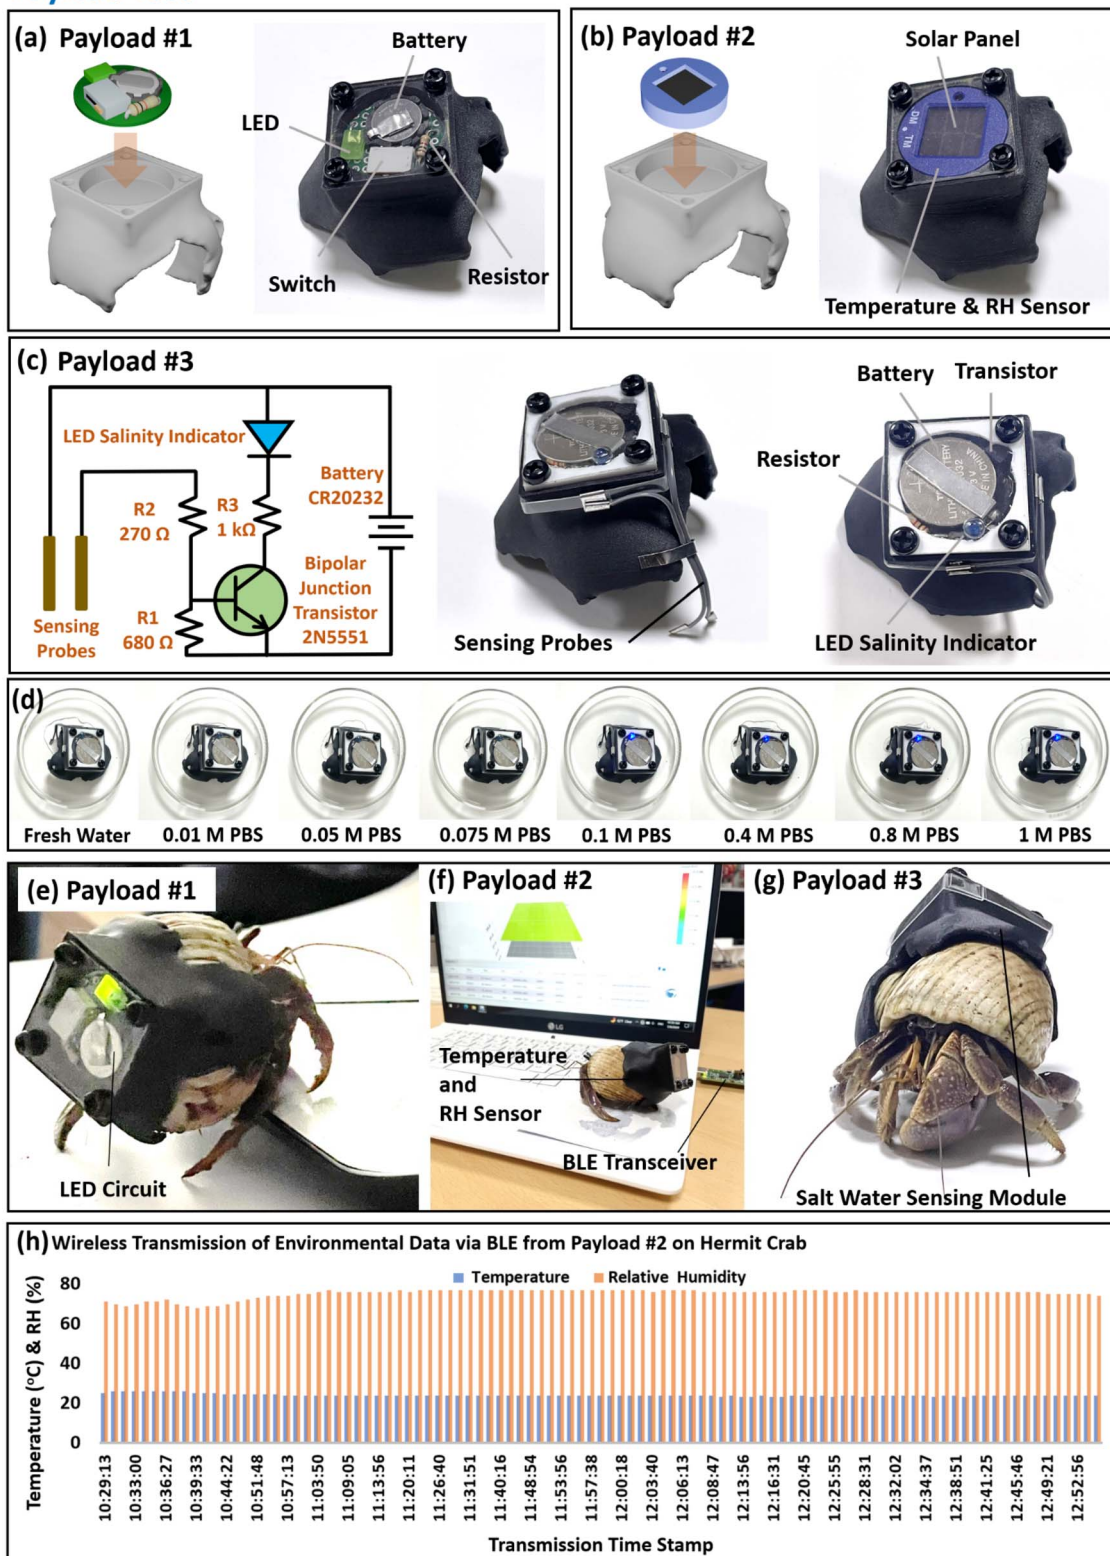 (a) Payload #1
Battery
LED
Switch
Resistor
(b) Payload #2
Solar Panel
DM TM
Temperature & RH Sensor
(c) Payload #3
LED Salinity Indicator
Battery
CR20232
R2
270 Ω
R3
1 kΩ
Bipolar
Junction
Transistor
2N5551
R1
680 Ω
Sensing
Probes
Sensing Probes
Battery
Transistor
Resistor
LED Salinity Indicator
(d)
Fresh Water
0.01 M PBS
0.05 M PBS
0.075 M PBS
0.1 M PBS
0.4 M PBS
0.8 M PBS
1 M PBS
(e) Payload #1
LED Circuit
(f) Payload #2
LG
Temperature
and
RH Sensor
BLE Transceiver
(g) Payload #3
Salt Water Sensing Module
(h) Wireless Transmission of Environmental Data via BLE from Payload #2 on Hermit Crab
Temperature
Relative Humidity
Temperature (°C) & RH (%)
80
60
40
20
0
10:29:13
10:33:00
10:36:27
10:39:33
10:44:22
10:51:48
10:57:13
11:03:50
11:09:05
11:13:56
11:20:11
11:26:40
11:31:51
11:40:16
11:48:54
11:53:56
11:57:38
12:00:18
12:03:40
12:06:13
12:08:47
12:13:56
12:16:31
12:20:45
12:25:55
12:28:31
12:32:02
12:34:37
12:38:51
12:41:25
12:45:46
12:49:21
12:52:56
Transmission Time Stamp